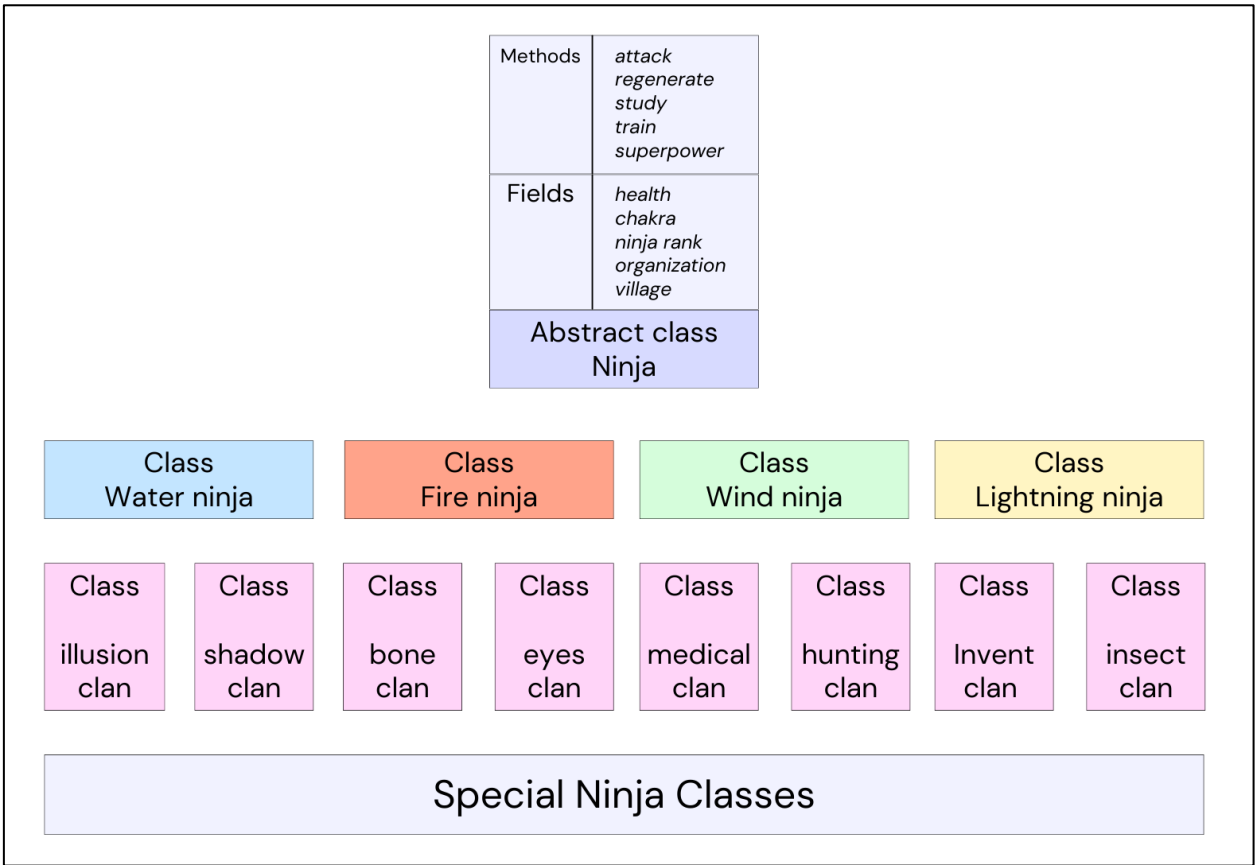 Methods
attack
regenerate
study
train
superpower
Fields
health
chakra
ninja rank
organization
village
Abstract class
Ninja
Class
Water ninja
Class
Fire ninja
Class
Wind ninja
Class
Lightning ninja
Class
illusion
clan
Class
shadow
clan
Class
bone
clan
Class
eyes
clan
Class
medical
clan
Class
hunting
clan
Class
Invent
clan
Class
insect
clan
Special Ninja Classes